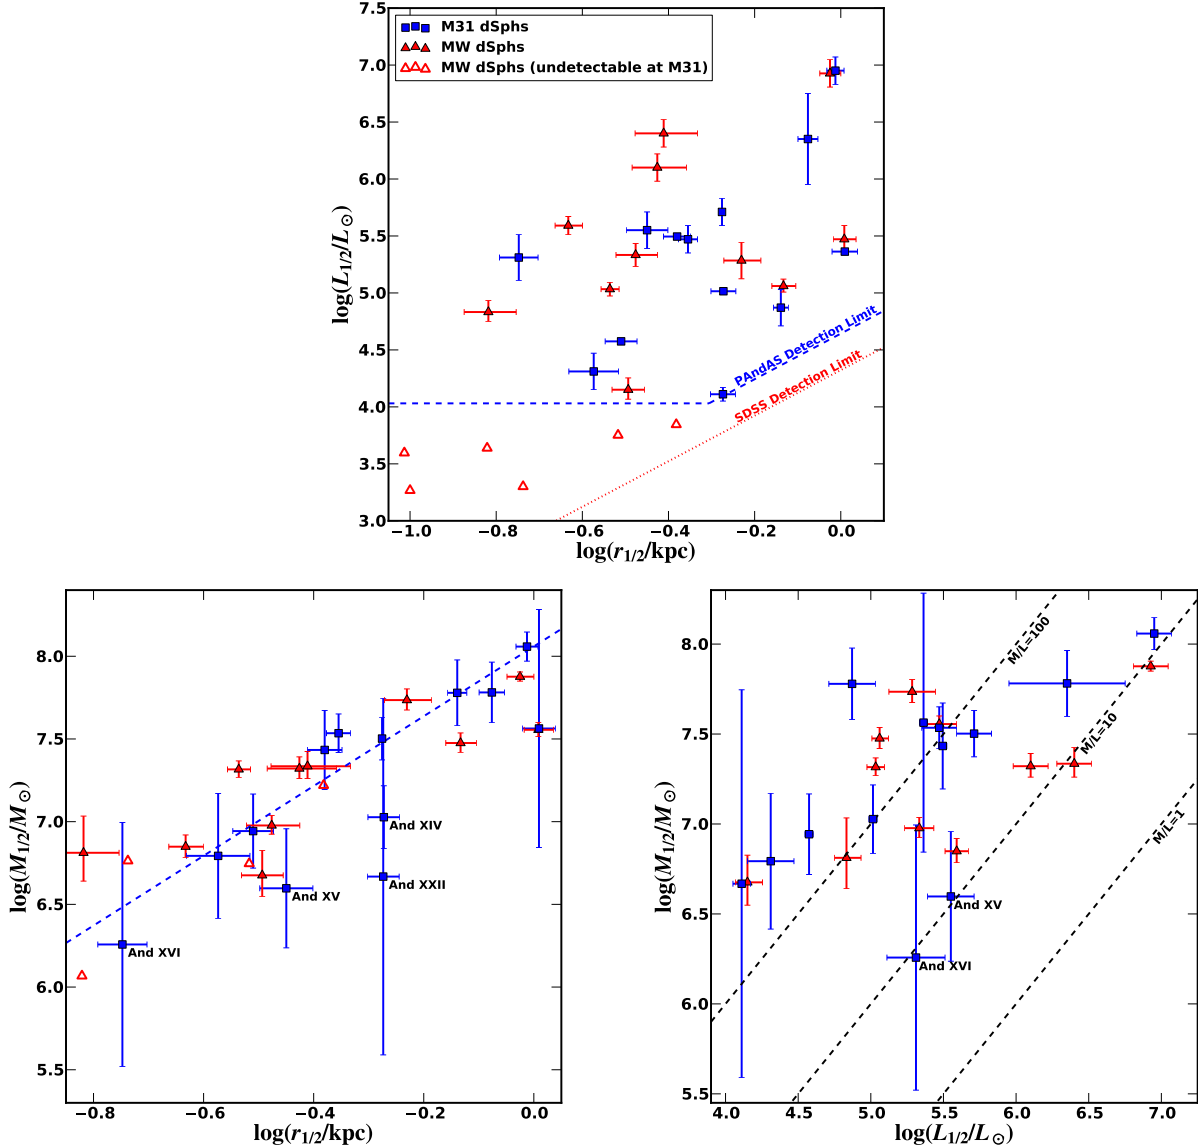 7.5
7.0
6.5
6.0
5.5
5.0
4.5
4.0
3.5
3.0
log(L1/2/L⊙)
M31 dSphs
MW dSphs
MW dSphs (undetectable at M31)
PAndAS Detection Limit
SDSS Detection Limit
−1.0 −0.8 −0.6 −0.4 −0.2 0.0
log(r1/2/kpc)
8.0
7.5
7.0
6.5
6.0
5.5
log(M1/2/M⊙)
And XIV
And XV
And XXII
And XVI
−0.8 −0.6 −0.4 −0.2 0.0
log(r1/2/kpc)
8.0
7.5
7.0
6.5
6.0
5.5
log(M1/2/M⊙)
M/L=100
M/L=10
M/L=1
And XV
And XVI
4.0 4.5 5.0 5.5 6.0 6.5 7.0
log(L1/2/L⊙)